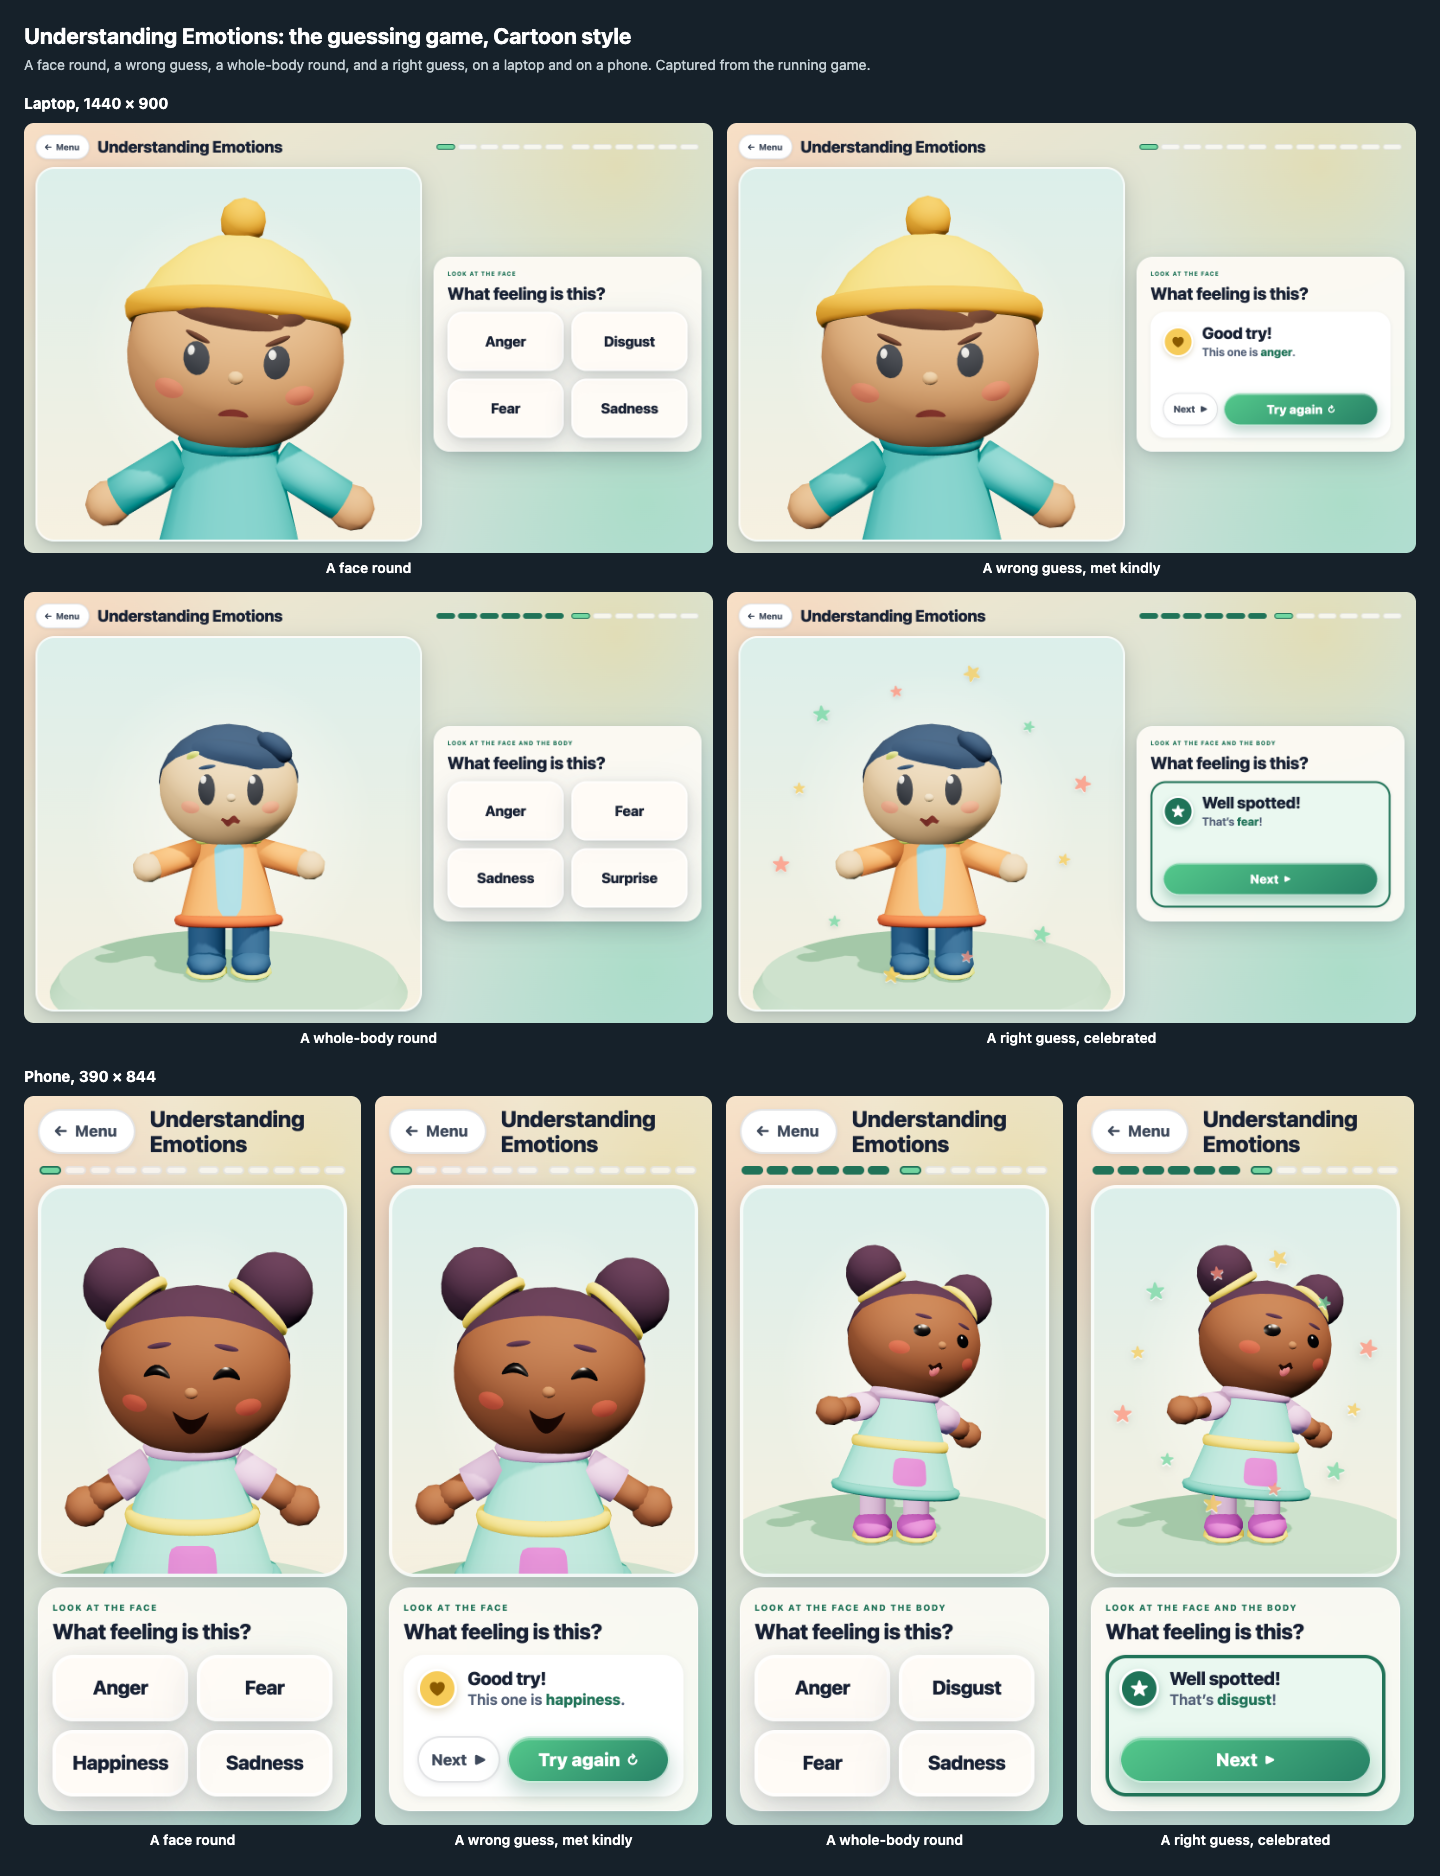 Understanding Emotions: the guessing game, Cartoon style
A face round, a wrong guess, a whole-body round, and a right guess, on a laptop and on a phone. Captured from the running game.
Laptop, 1440 × 900
← Menu
Understanding Emotions
LOOK AT THE FACE
What feeling is this?
Anger
Disgust
Fear
Sadness
A face round
← Menu
Understanding Emotions
LOOK AT THE FACE
What feeling is this?
Good try!
This one is anger.
Next
Try again
A wrong guess, met kindly
← Menu
Understanding Emotions
LOOK AT THE FACE AND THE BODY
What feeling is this?
Anger
Fear
Sadness
Surprise
A whole-body round
← Menu
Understanding Emotions
LOOK AT THE FACE AND THE BODY
What feeling is this?
Well spotted!
That's fear!
Next
A right guess, celebrated
Phone, 390 × 844
← Menu
Understanding
Emotions
LOOK AT THE FACE
What feeling is this?
Anger
Fear
Happiness
Sadness
A face round
← Menu
Understanding
Emotions
LOOK AT THE FACE
What feeling is this?
Good try!
This one is happiness.
Next
Try again
A wrong guess, met kindly
← Menu
Understanding
Emotions
LOOK AT THE FACE AND THE BODY
What feeling is this?
Anger
Disgust
Fear
Sadness
A whole-body round
← Menu
Understanding
Emotions
LOOK AT THE FACE AND THE BODY
What feeling is this?
Well spotted!
That's disgust!
Next
A right guess, celebrated